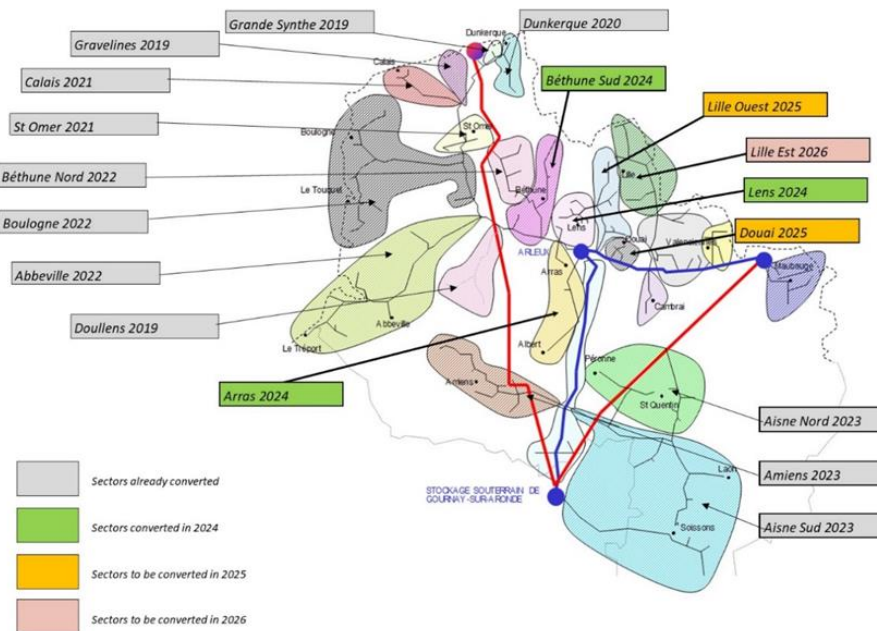 Grande Synthe 2019
Dunkerque 2020
Gravelines 2019
Dunkerque
Calais 2021
Calais
Béthune Sud 2024
Lille Ouest 2025
St Omer 2021
St Omer
Boulogne
Lille Est 2026
Lille
Béthune Nord 2022
Le Touquet
Béthune
Lens 2024
Boulogne 2022
Lens
Douai 2025
Douai
ARLEUX
Abbeville 2022
Arras
Maubeuge
Cambrai
Doullens 2019
Abbeville
Le Tréport
Albert
Péronne
Arras 2024
Amiens
St Quentin
Aisne Nord 2023
Sectors already converted
Laon
Amiens 2023
STOCKAGE SOUTERRAIN DE
GOURNAY-SUR-ARONDE
Sectors converted in 2024
Soissons
Aisne Sud 2023
Sectors to be converted in 2025
Sectors to be converted in 2026